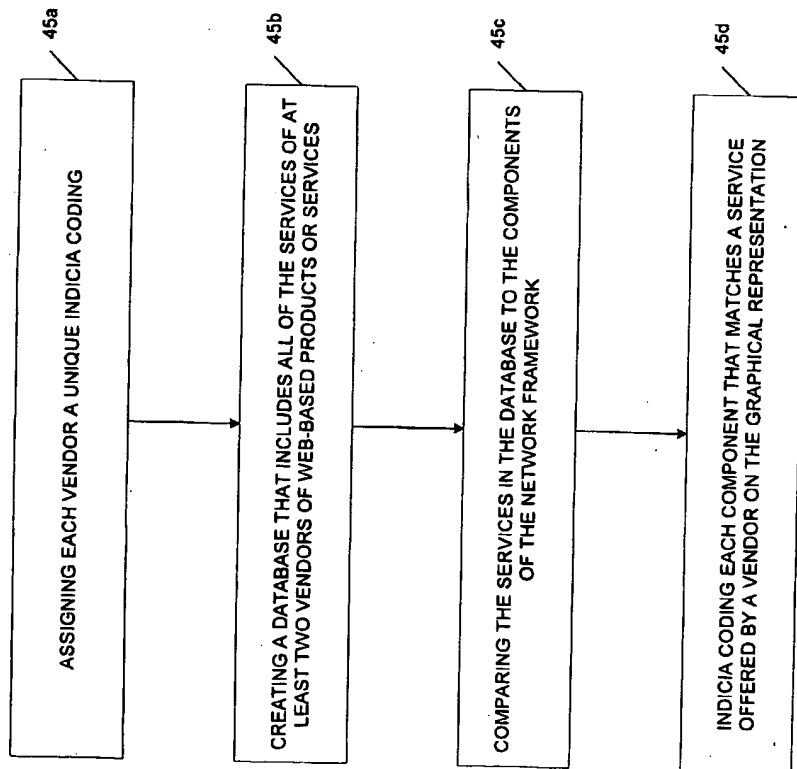 45a
ASSIGNING EACH VENDOR A UNIQUE INDICIA CODING
45b
CREATING A DATABASE THAT INCLUDES ALL OF THE SERVICES OF AT
LEAST TWO VENDORS OF WEB-BASED PRODUCTS OR SERVICES
45c
COMPARING THE SERVICES IN THE DATABASE TO THE COMPONENTS
OF THE NETWORK FRAMEWORK
45d
INDICIA CODING EACH COMPONENT THAT MATCHES A SERVICE
OFFERED BY A VENDOR ON THE GRAPHICAL REPRESENTATION